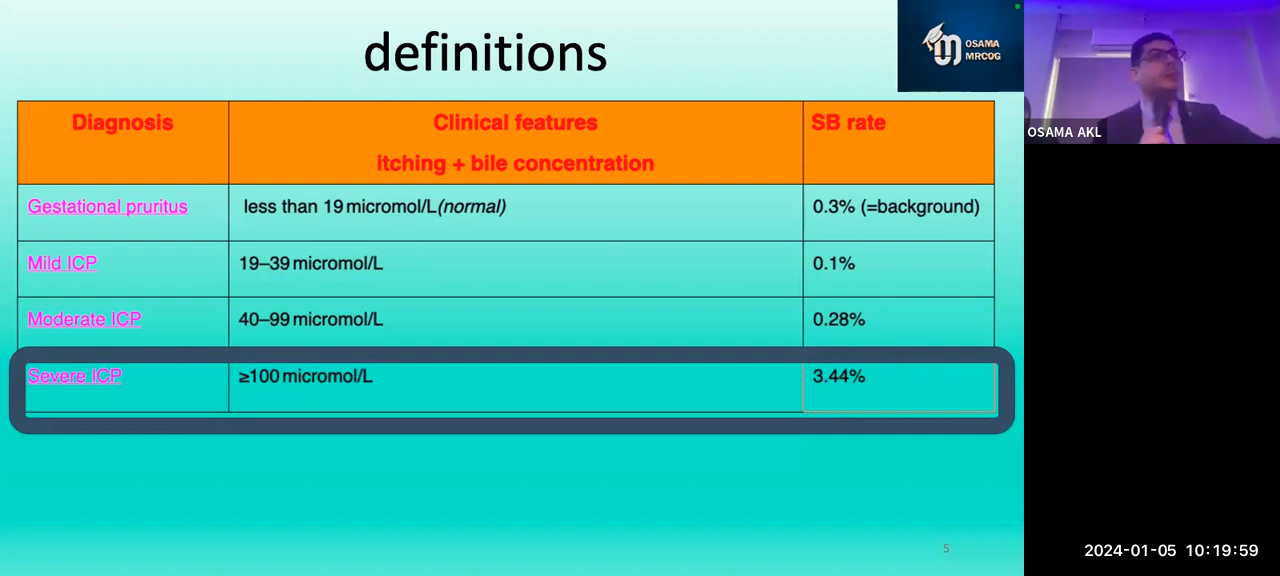 definitions
OSAMA
MRCOG
OSAMA AKL
Diagnosis
Clinical features
itching + bile concentration
SB rate
Gestational pruritus
less than 19 micromol/L(normal)
0.3% (=background)
Mild ICP
19–39 micromol/L
0.1%
Moderate ICP
40–99 micromol/L
0.28%
Severe ICP
≥100 micromol/L
3.44%
5
2024-01-05 10:19:59